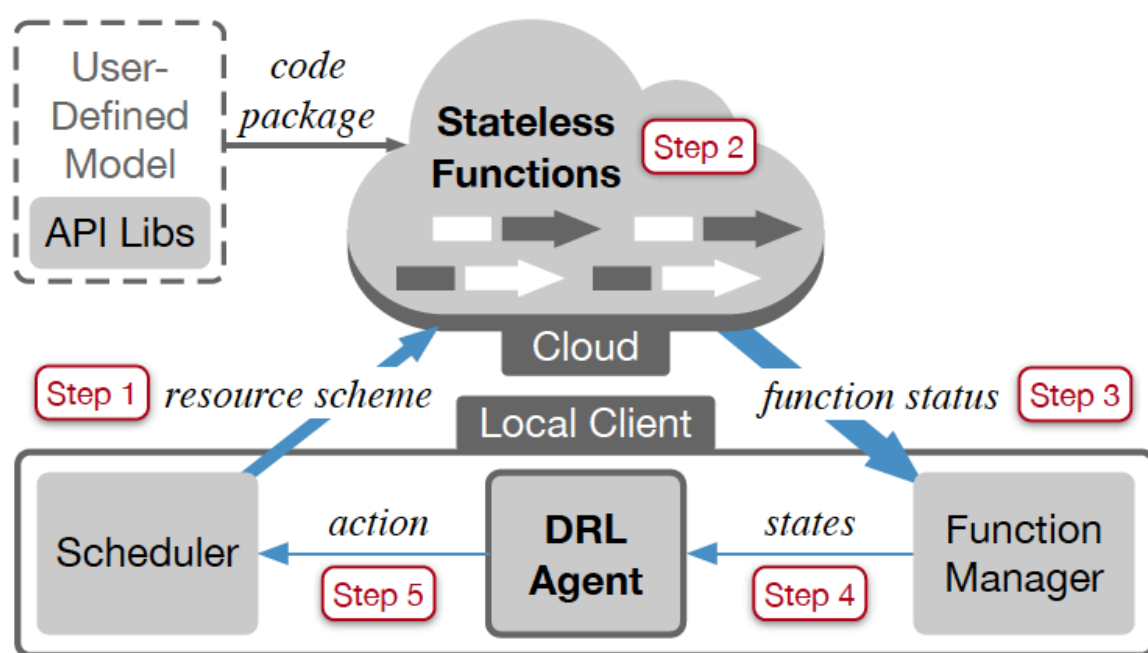 User-
Defined
Model
API Libs
code
package
Stateless
Functions
Step 2
Cloud
Step 1
resource scheme
function status
Step 3
Local Client
Scheduler
action
Step 5
DRL
Agent
states
Step 4
Function
Manager